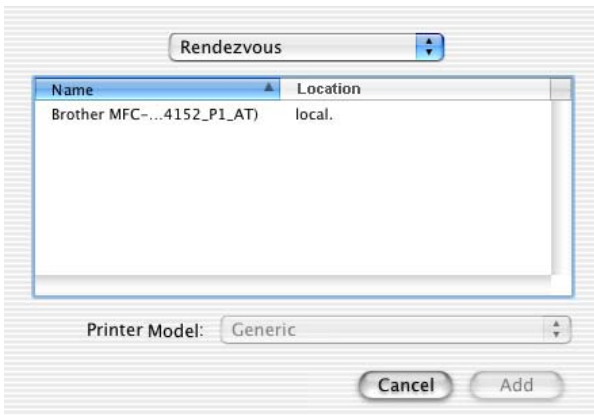 Rendezvous
Name Location
Brother MFC-...4152_P1_AT) local.
Printer Model: Generic
Cancel Add